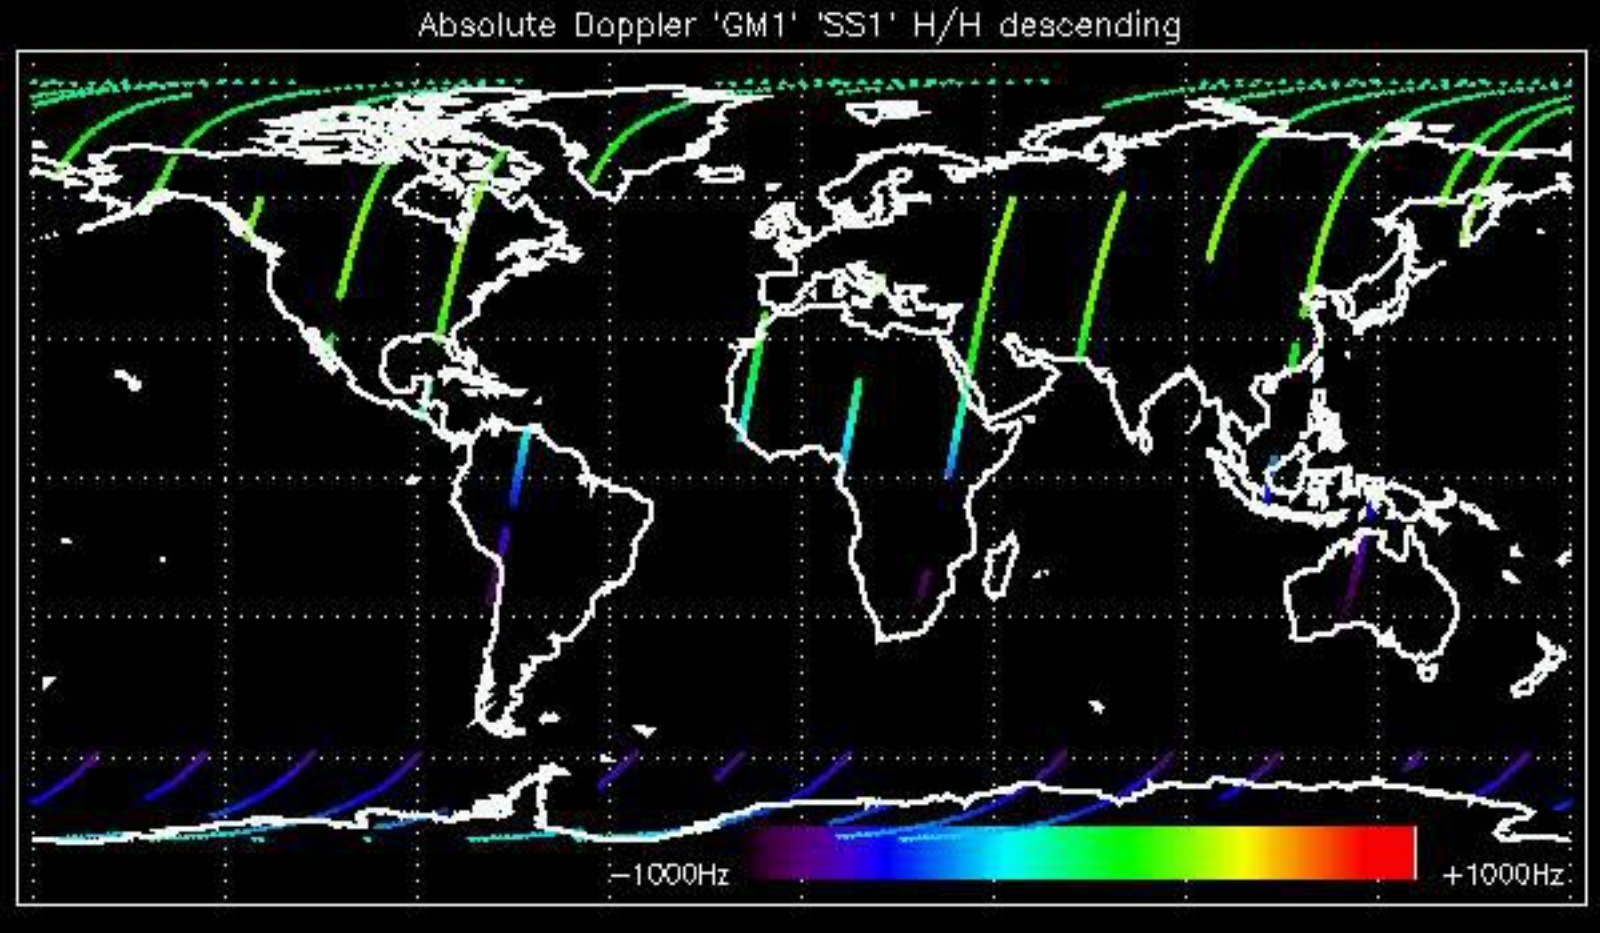 Absolute Doppler 'GM1' 'SS1' H/H descending
−1000Hz
+1000Hz